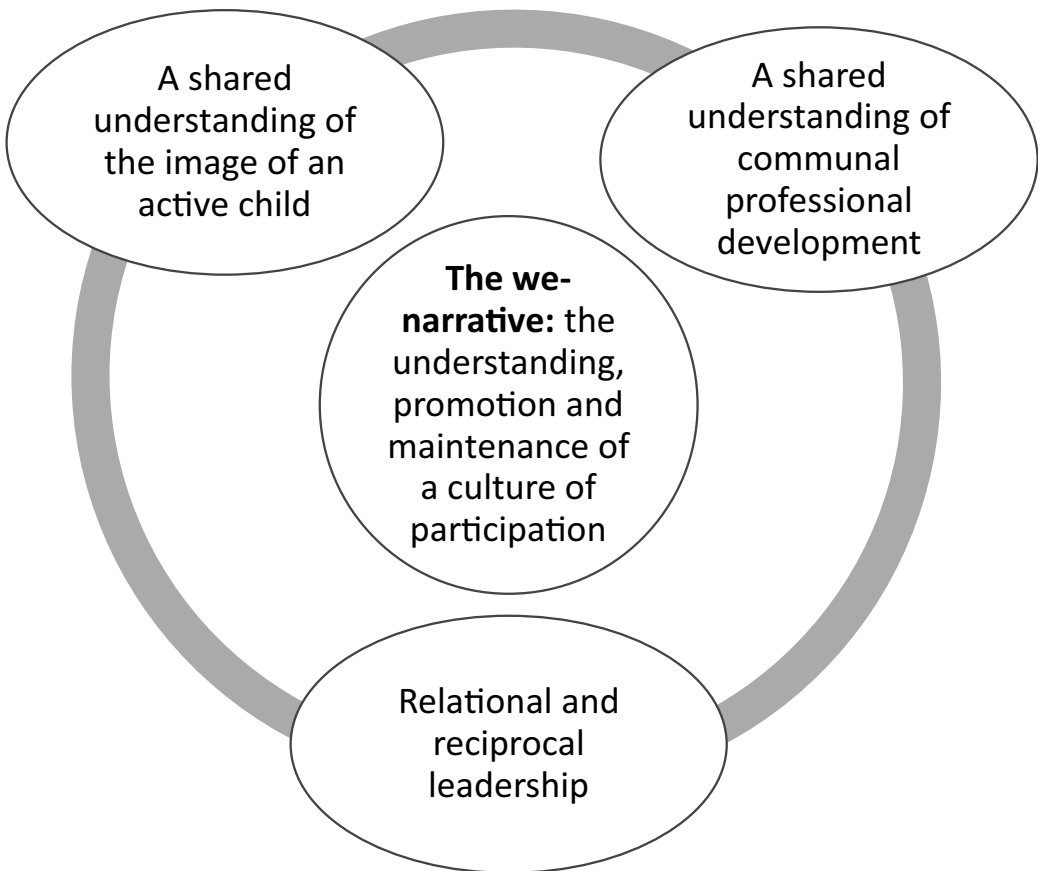 A shared
understanding of
the image of an
active child
A shared
understanding of
communal
professional
development
The we-
narrative: the
understanding,
promotion and
maintenance of
a culture of
participation
Relational and
reciprocal
leadership